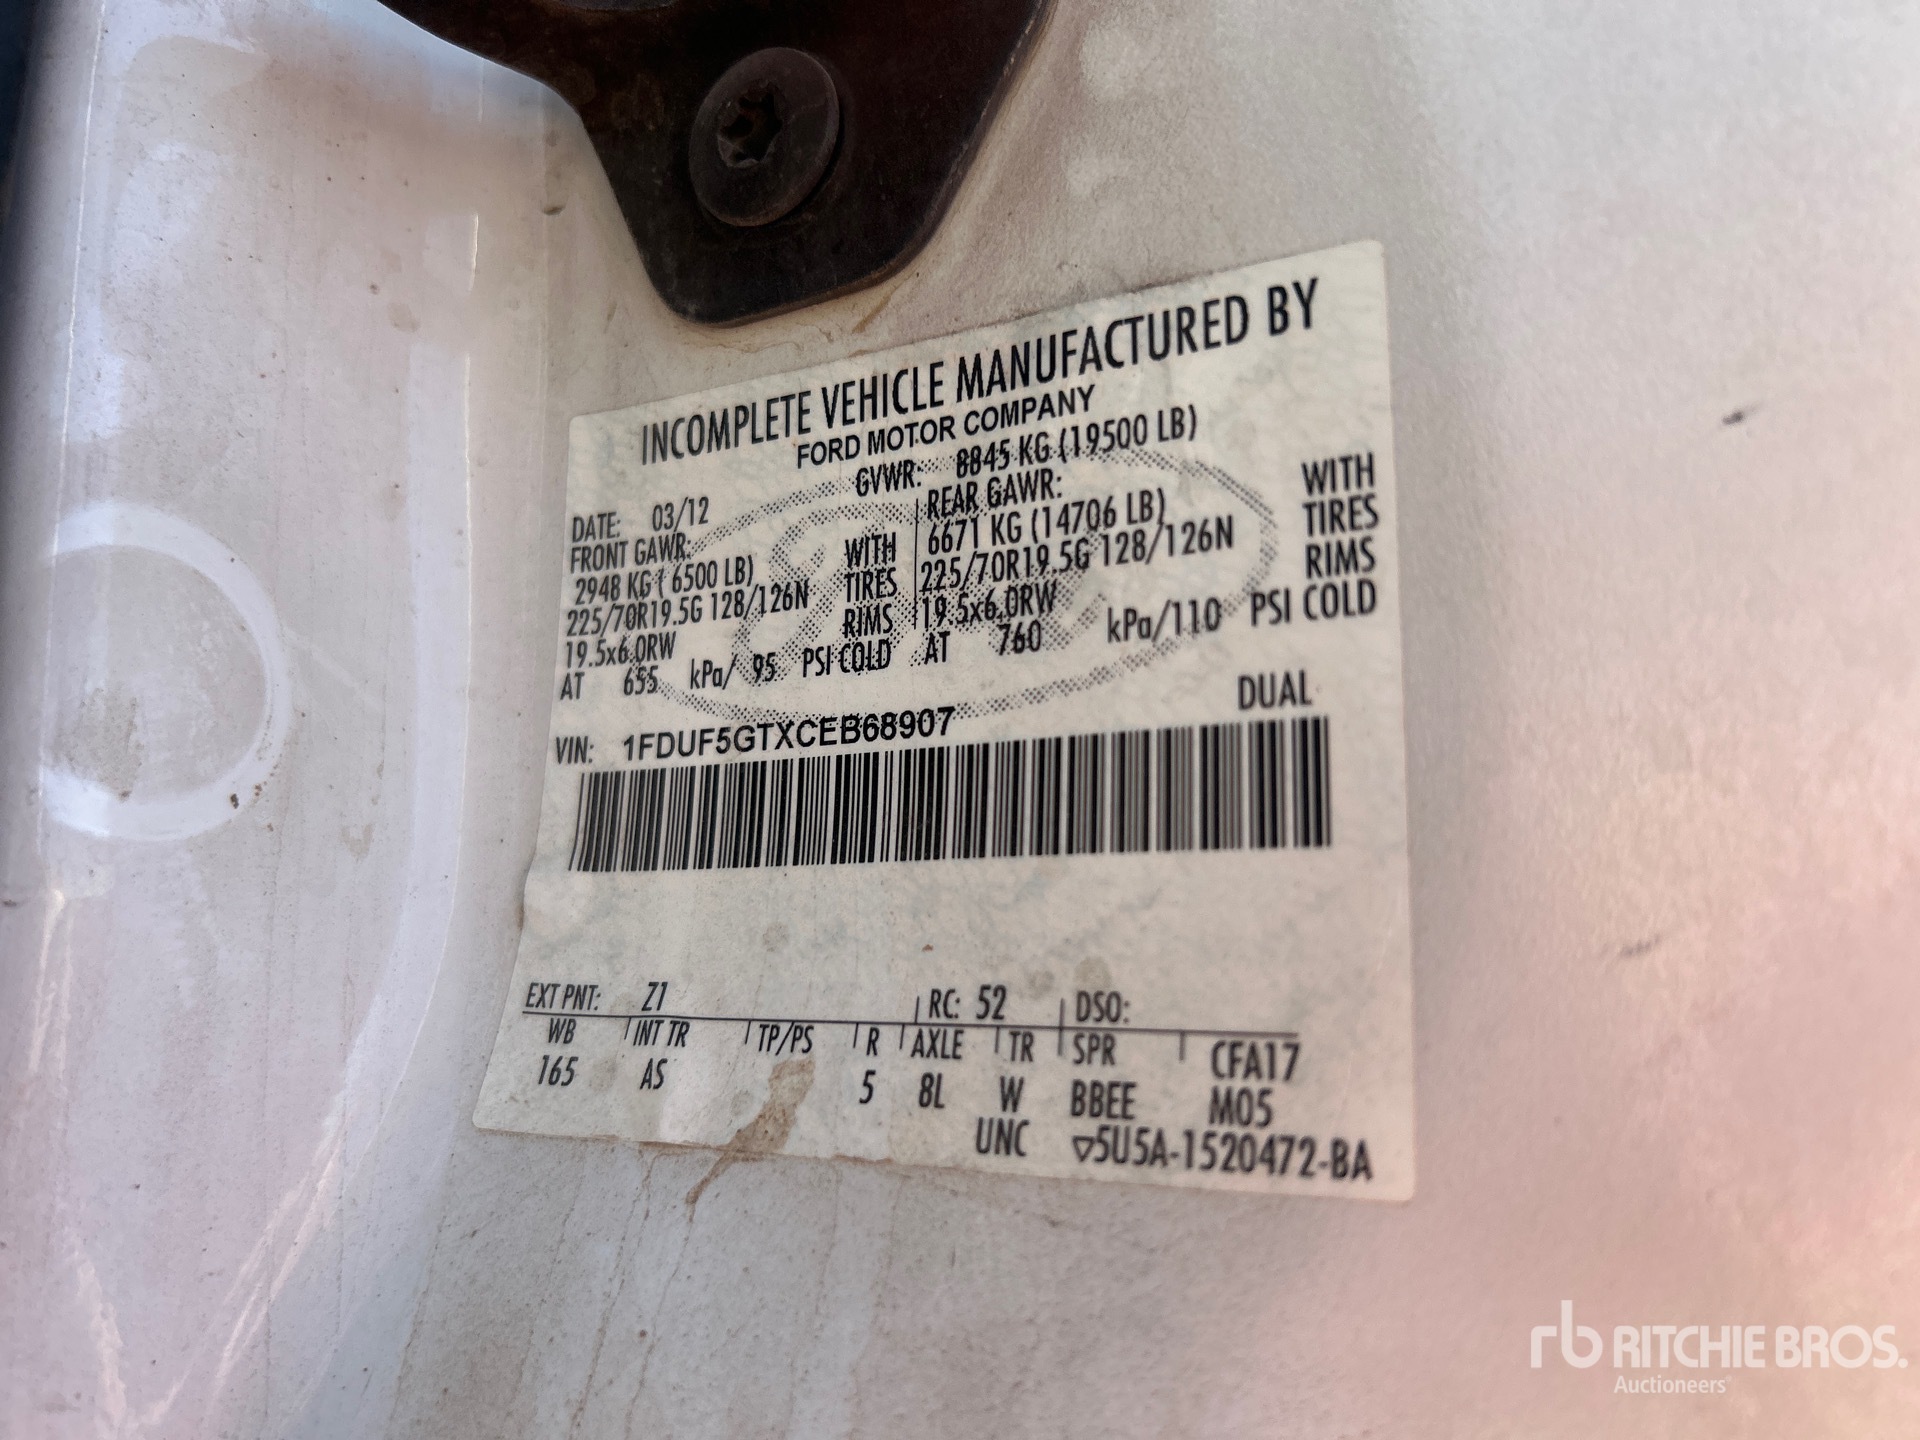 INCOMPLETE VEHICLE MANUFACTURED BY
FORD MOTOR COMPANY
GVWR: 8845 KG (19500 LB)
DATE: 03/12
FRONT GAWR:
2948 KG ( 6500 LB)
225/70R19.5G 128/126N
19.5x6.0RW
AT 655 kPa/ 95 PSI COLD
WITH
TIRES
RIMS
REAR GAWR:
6671 KG (14706 LB)
225/70R19.5G 128/126N
19.5x6.0RW
AT 760 kPa/110 PSI COLD
WITH
TIRES
RIMS
DUAL
VIN: 1FDUF5GTXCEB68907
EXT PNT: Z1 RC: 52 DSO:
WB INT TR TP/PS R AXLE TR SPR CFA17
165 AS 5 8L W BBEE M05
UNC ▽5U5A-1520472-BA
rb RITCHIE BROS.
Auctioneers